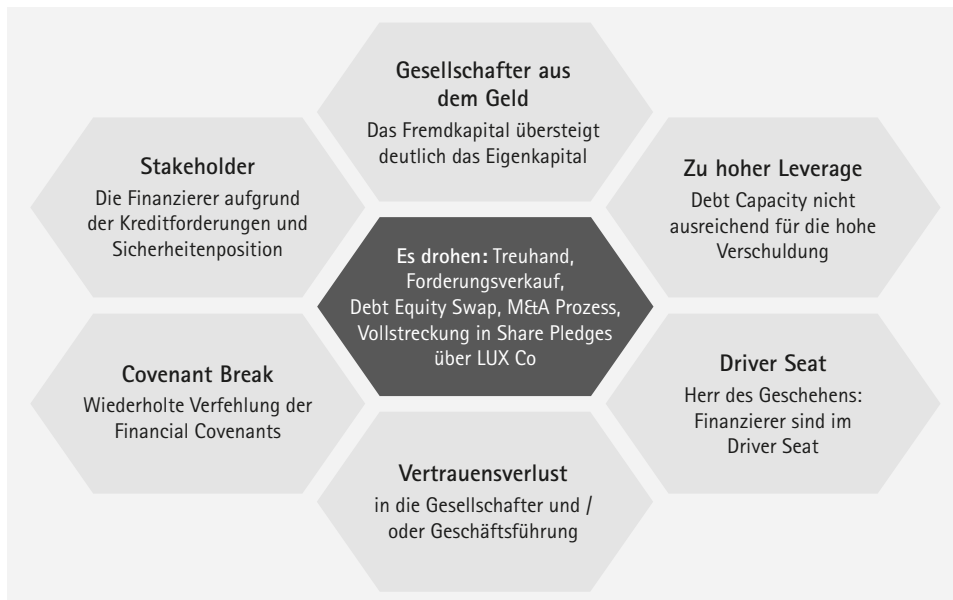 Gesellschafter aus
dem Geld
Das Fremdkapital übersteigt
deutlich das Eigenkapital
Stakeholder
Die Finanzierer aufgrund
der Kreditforderungen und
Sicherheitenposition
Zu hoher Leverage
Debt Capacity nicht
ausreichend für die hohe
Verschuldung
Es drohen: Treuhand,
Forderungsverkauf,
Debt Equity Swap, M&A Prozess,
Vollstreckung in Share Pledges
über LUX Co
Covenant Break
Wiederholte Verfehlung der
Financial Covenants
Driver Seat
Herr des Geschehens:
Finanzierer sind im
Driver Seat
Vertrauensverlust
in die Gesellschafter und /
oder Geschäftsführung